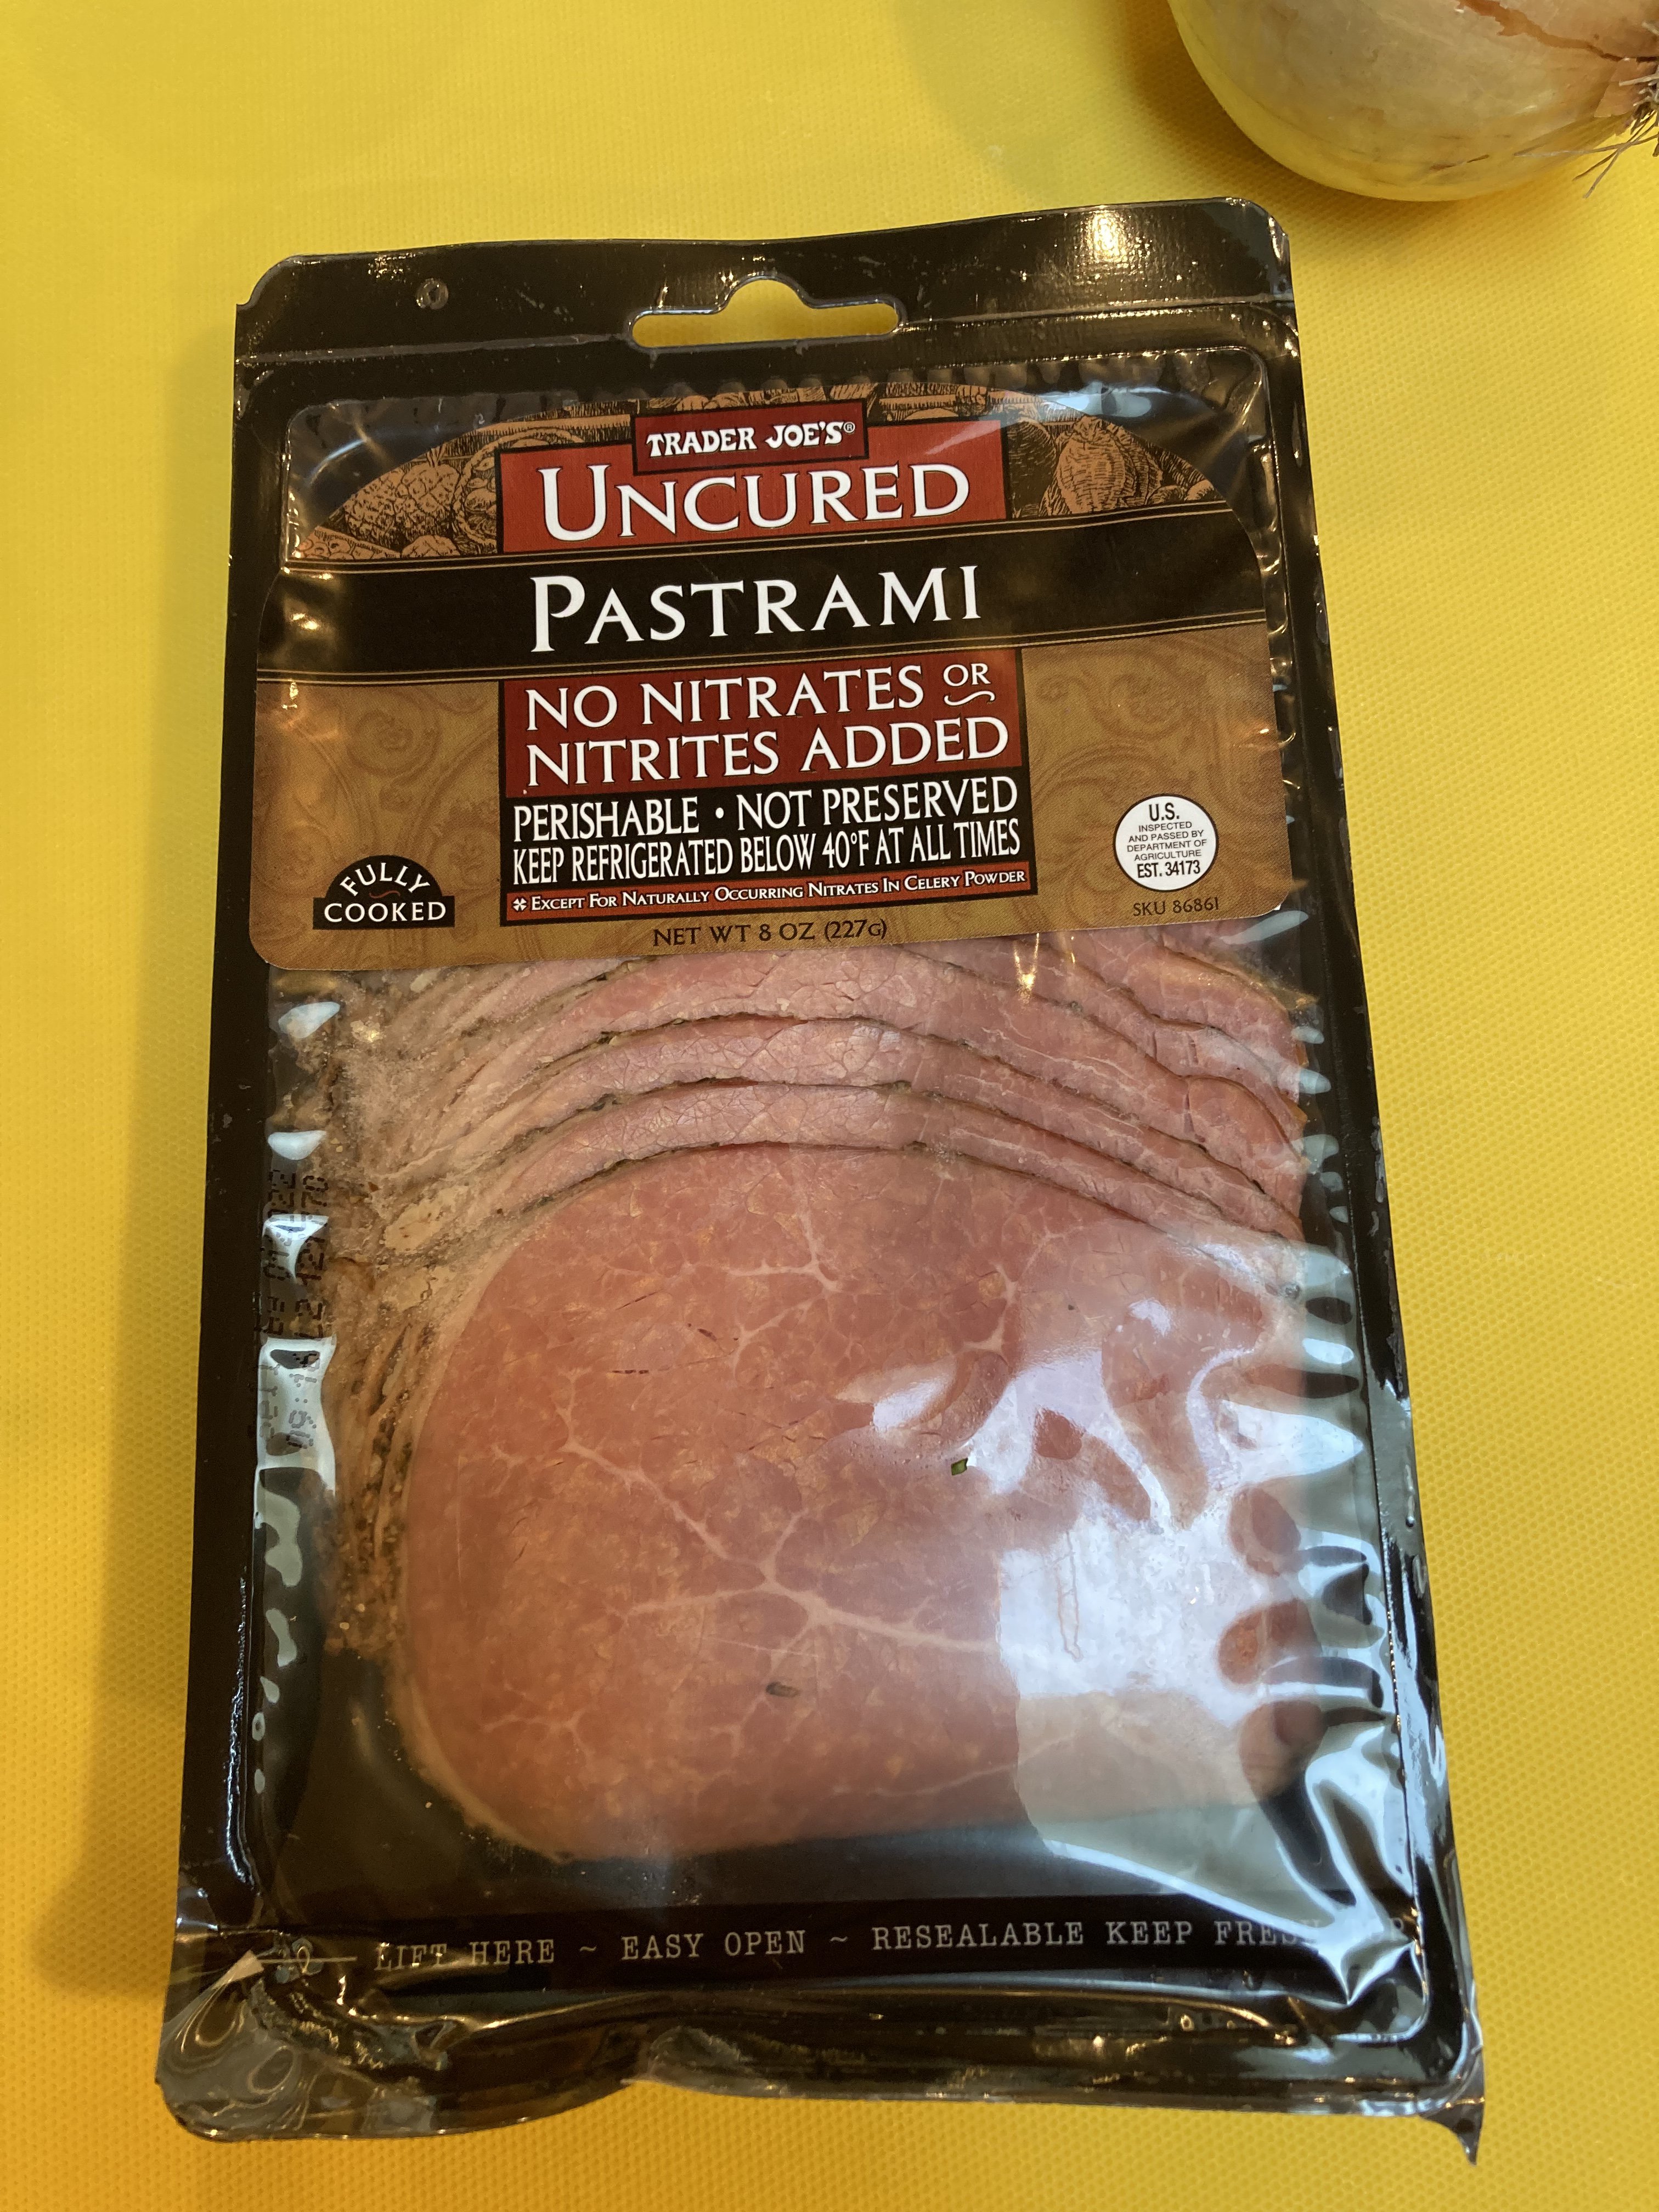 TRADER JOE'S®
UNCURED
PASTRAMI
NO NITRATES OR
NITRITES ADDED
PERISHABLE • NOT PRESERVED
KEEP REFRIGERATED BELOW 40°F AT ALL TIMES
* EXCEPT FOR NATURALLY OCCURRING NITRATES IN CELERY POWDER
NET WT 8 OZ (227G)
FULLY
COOKED
U.S.
INSPECTED
AND PASSED BY
DEPARTMENT OF
AGRICULTURE
EST. 34173
SKU 86861
LIFT HERE ~ EASY OPEN ~ RESEALABLE KEEP